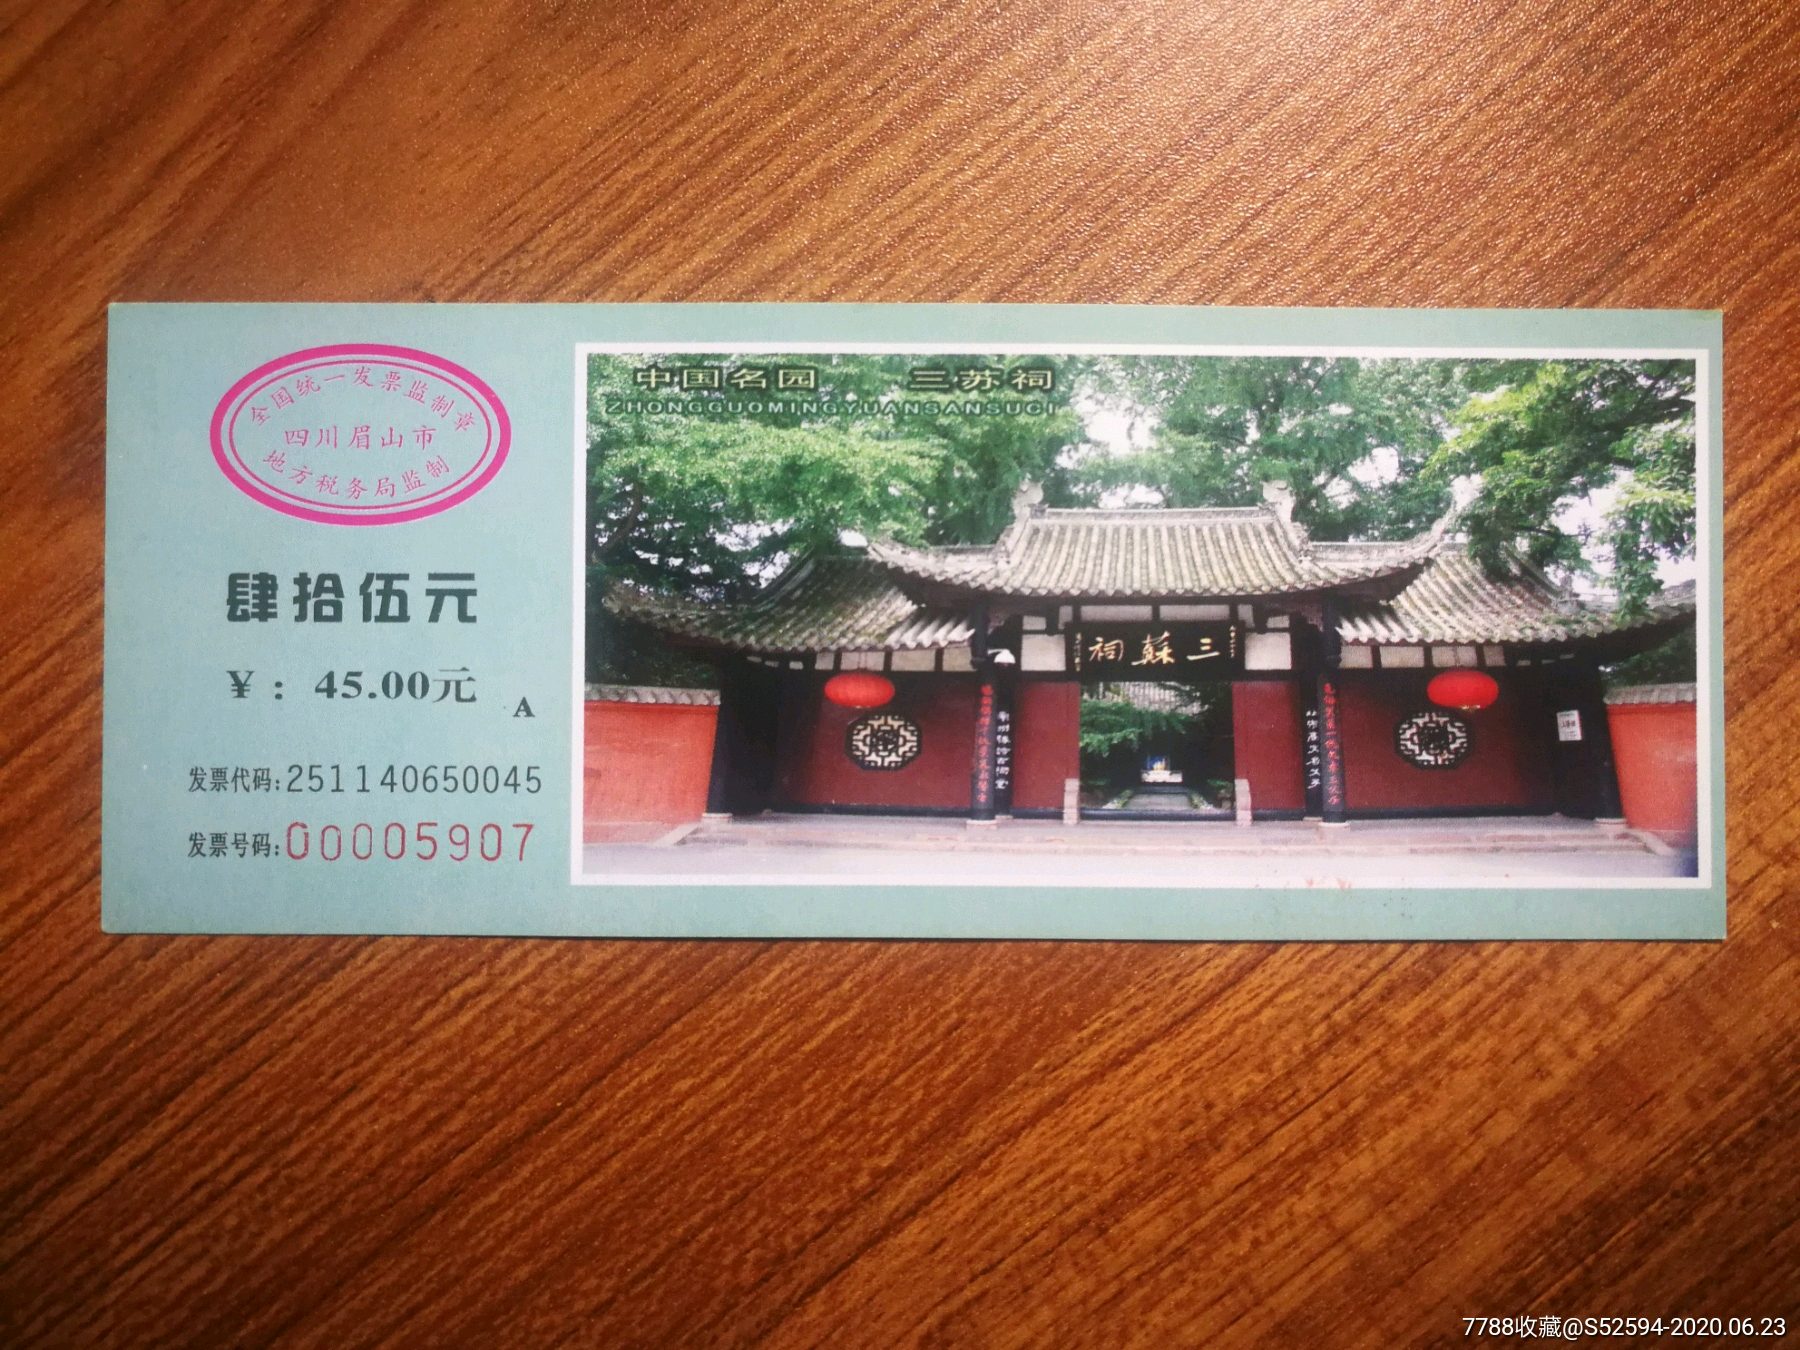 全国统一发票监制章
四川眉山市
地方税务局监制
肆拾伍元
￥：45.00元
A
发票代码:251140650045
发票号码:00005907
中国名园 三苏祠
ZHONGGUOMINGYUANSANSUCI
三蘇祠
7788收藏@S52594-2020.06.23